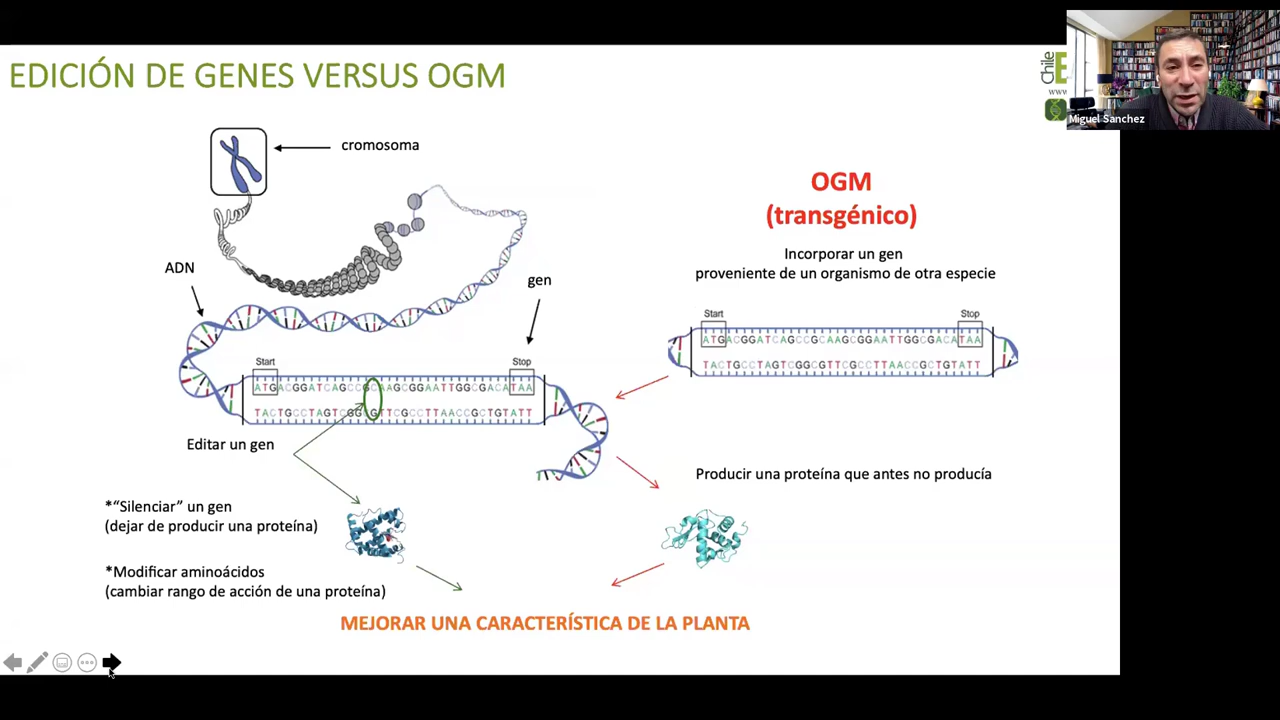 EDICIÓN DE GENES VERSUS OGM
chile
www
Miguel Sanchez
cromosoma
ADN
gen
Start
Stop
ATGACGGATCAGCCGCAAGCGGAATTGGCGACATAA
TACTGCCTAGTCGGCGTTCGCCTTAACCGCTGTATT
Editar un gen
*“Silenciar” un gen
(dejar de producir una proteína)
*Modificar aminoácidos
(cambiar rango de acción de una proteína)
OGM
(transgénico)
Incorporar un gen
proveniente de un organismo de otra especie
Start
Stop
ATGACGGATCAGCCGCAAGCGGAATTGGCGACATAA
TACTGCCTAGTCGGCGTTCGCCTTAACCGCTGTATT
Producir una proteína que antes no producía
MEJORAR UNA CARACTERÍSTICA DE LA PLANTA